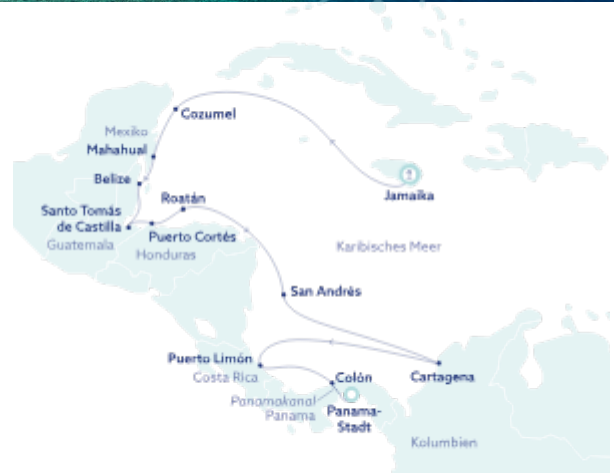 Cozumel
Mexiko
Mahahual
Belize
Jamaika
Roatán
Santo Tomás
de Castilla
Guatemala
Puerto Cortés
Honduras
Karibisches Meer
San Andrés
Puerto Limón
Costa Rica
Colón
Cartagena
Panamakanal
Panama
Panama-
Stadt
Kolumbien